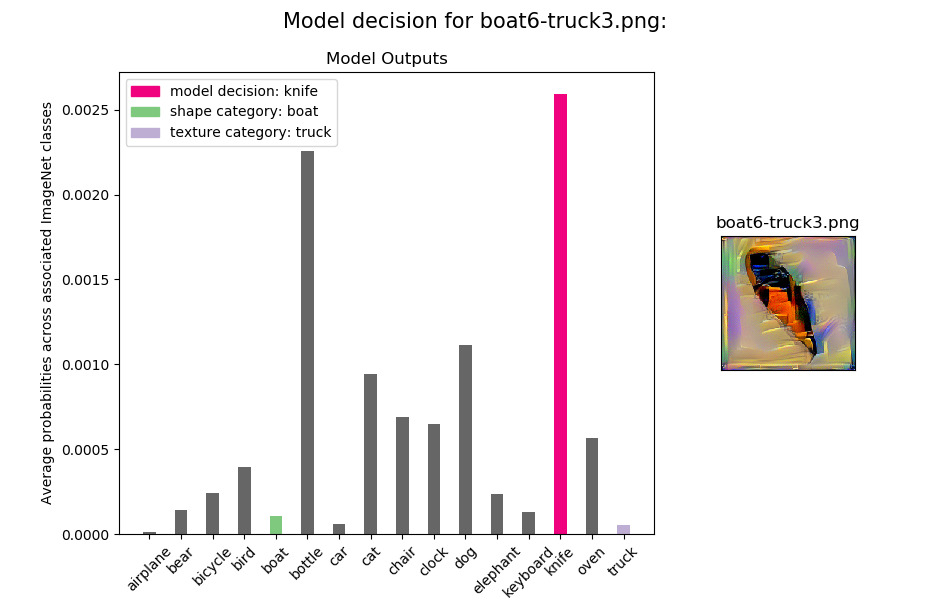 Model decision for boat6-truck3.png:
Model Outputs
model decision: knife
shape category: boat
texture category: truck
Average probabilities across associated ImageNet classes
0.0025
0.0020
0.0015
0.0010
0.0005
0.0000
airplane
bear
bicycle
bird
boat
bottle
car
cat
chair
clock
dog
elephant
keyboard
knife
oven
truck
boat6-truck3.png